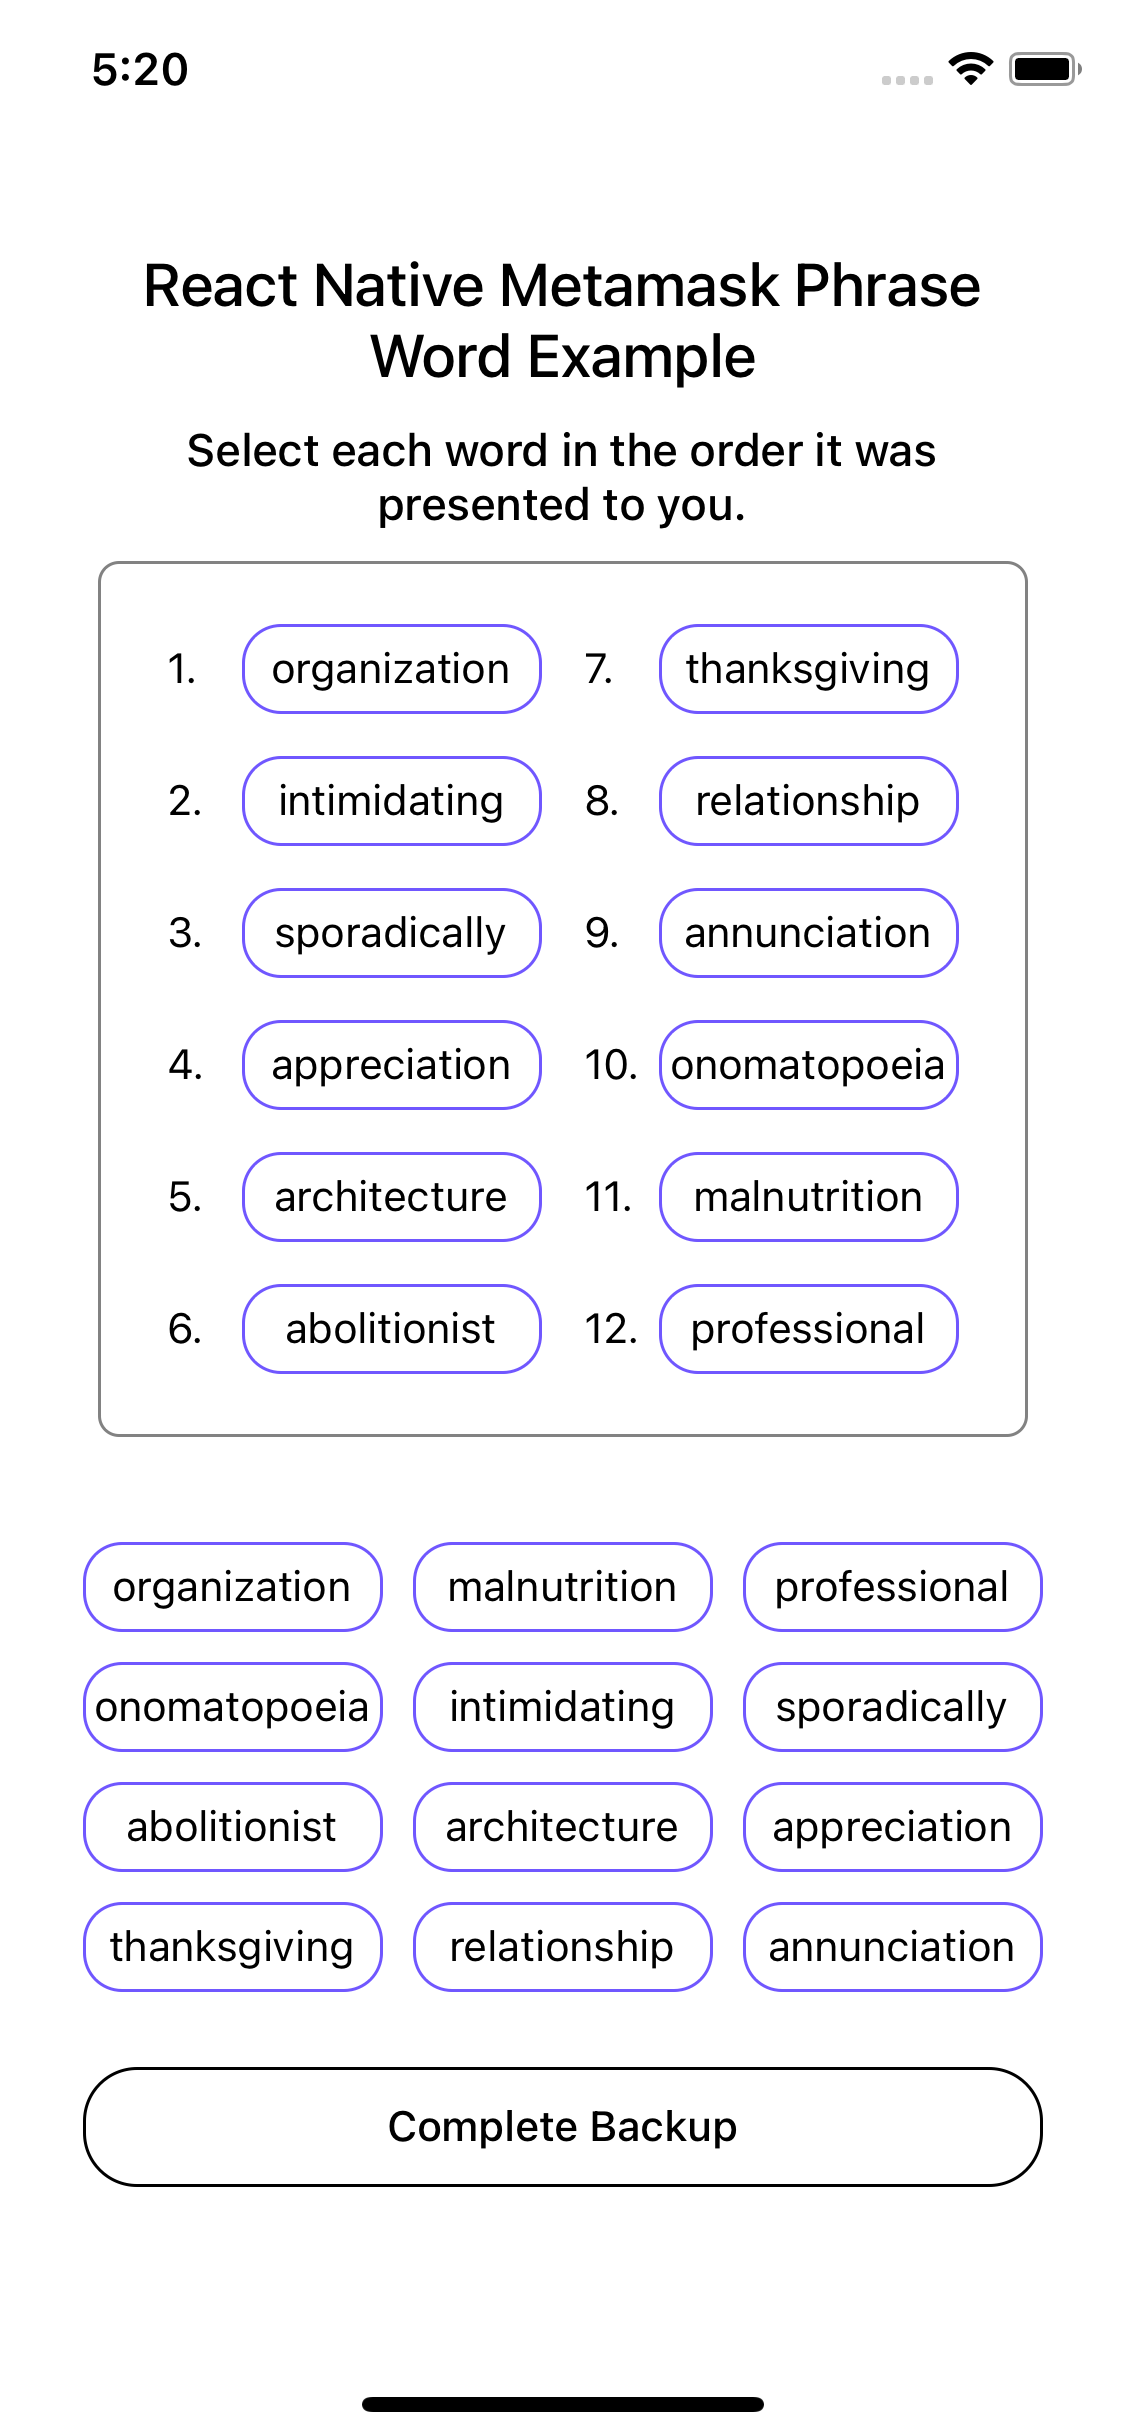 5:20
React Native Metamask Phrase
Word Example
Select each word in the order it was
presented to you.
1. organization 7. thanksgiving
2. intimidating 8. relationship
3. sporadically 9. annunciation
4. appreciation 10. onomatopoeia
5. architecture 11. malnutrition
6. abolitionist 12. professional
organization malnutrition professional
onomatopoeia intimidating sporadically
abolitionist architecture appreciation
thanksgiving relationship annunciation
Complete Backup